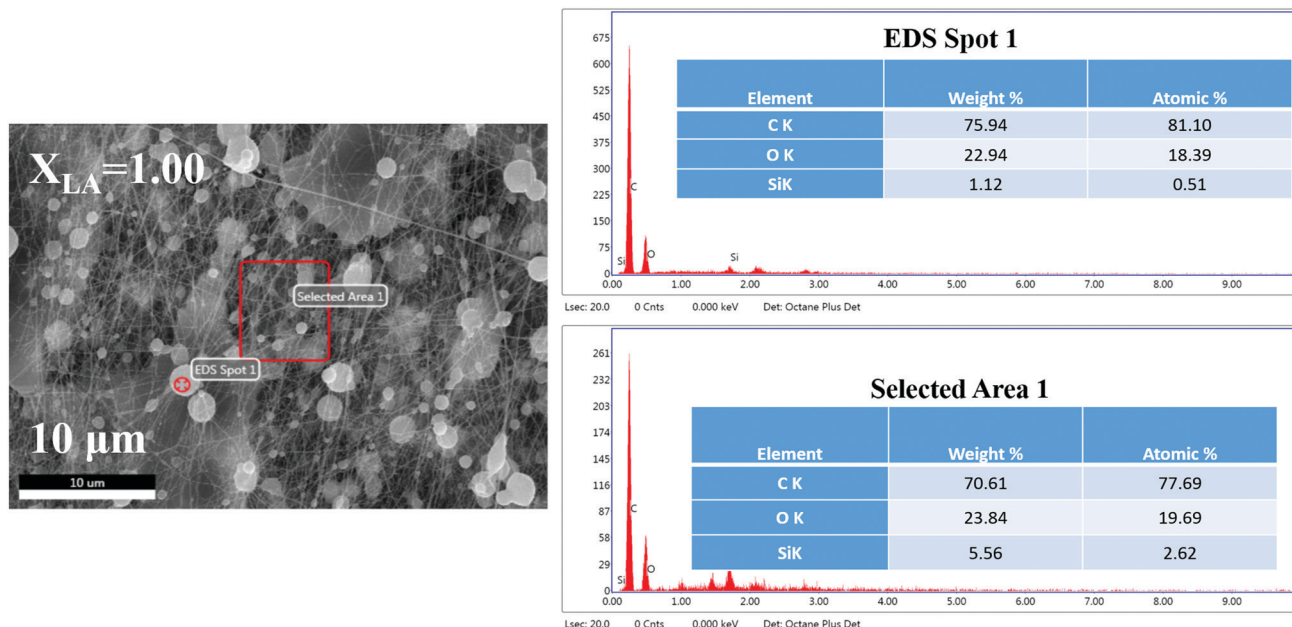 X_LA=1.00
Selected Area 1
EDS Spot 1
10 μm
10 um
EDS Spot 1
675
600
525
450
375
300
225
150
75
0
Element Weight % Atomic %
C K 75.94 81.10
O K 22.94 18.39
SiK 1.12 0.51
C
Si O Si
0.00 1.00 2.00 3.00 4.00 5.00 6.00 7.00 8.00 9.00
Lsec: 20.0 0 Cnts 0.000 keV Det: Octane Plus Det
Selected Area 1
261
232
203
174
145
116
87
58
29
0
Element Weight % Atomic %
C K 70.61 77.69
O K 23.84 19.69
SiK 5.56 2.62
C
Si O
0.00 1.00 2.00 3.00 4.00 5.00 6.00 7.00 8.00 9.00
Lsec: 20.0 0 Cnts 0.000 keV Det: Octane Plus Det